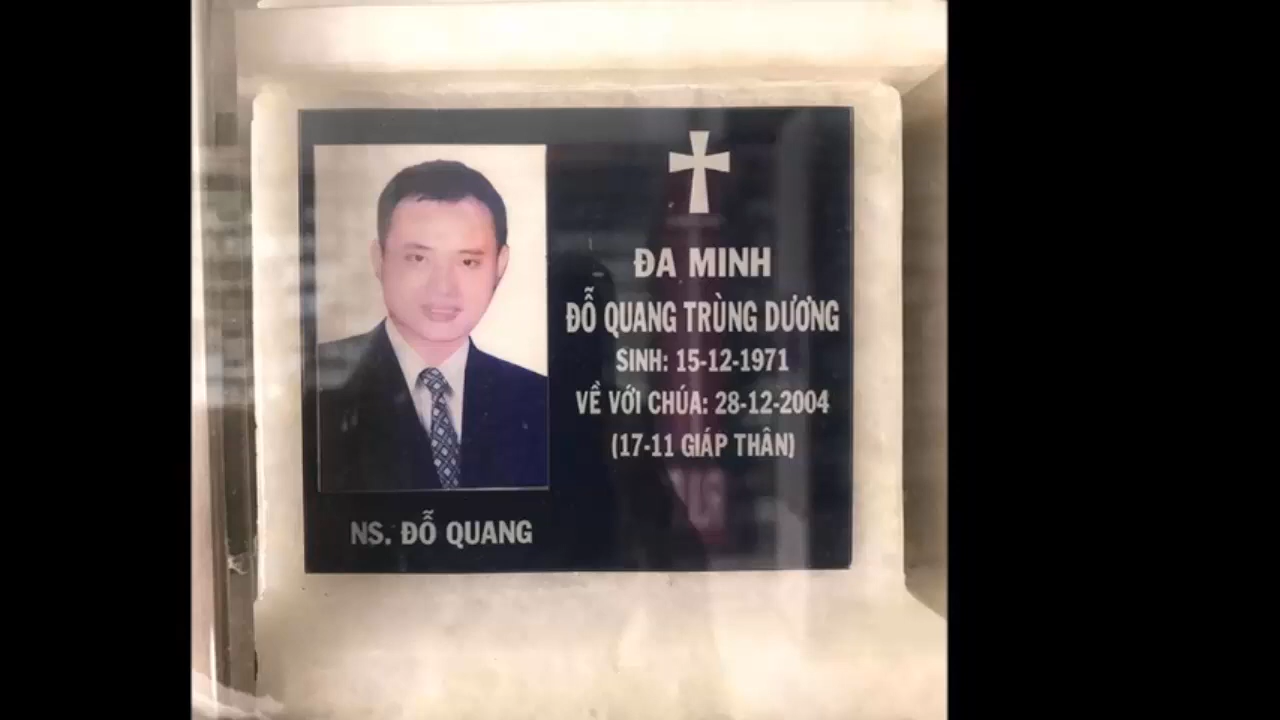 ĐA MINH
ĐỖ QUANG TRÙNG DƯƠNG
SINH: 15-12-1971
VỀ VỚI CHÚA: 28-12-2004
(17-11 GIÁP THÂN)
NS. ĐỖ QUANG